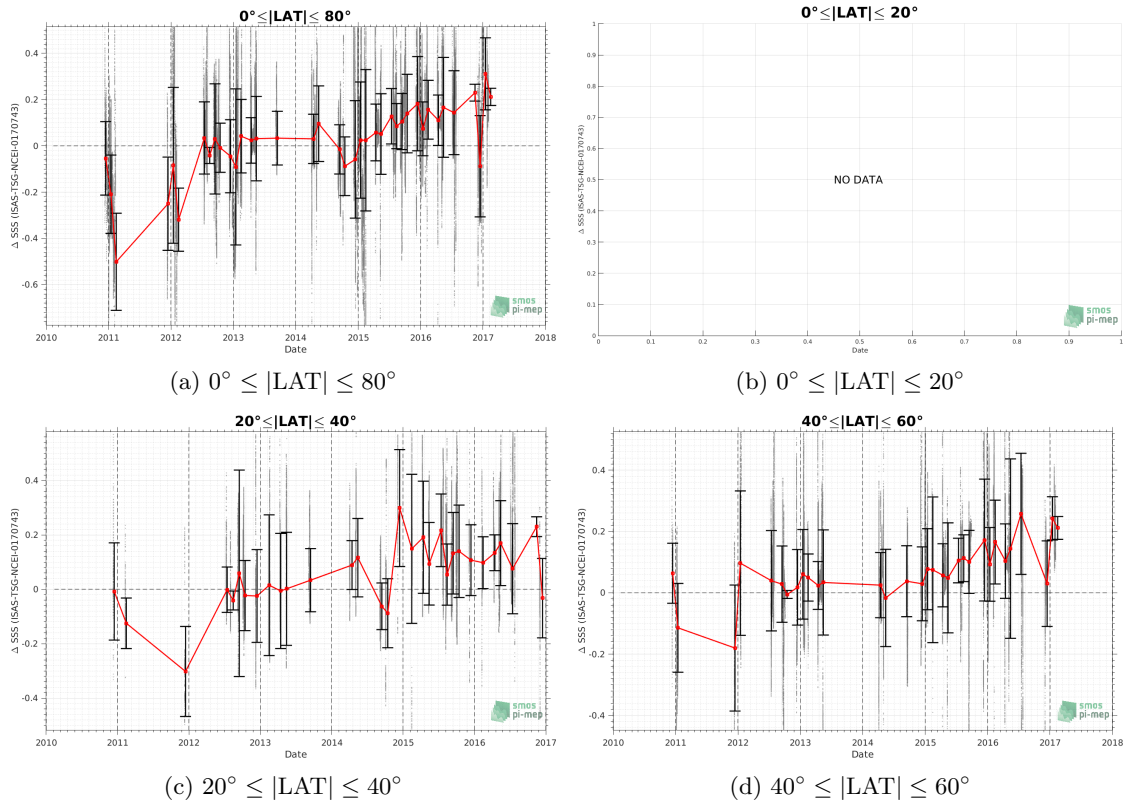 0°≤|LAT|≤ 80°
Δ SSS (ISAS-TSG-NCEI-0170743)
0.4
0.2
0
-0.2
-0.4
-0.6
smos
pi-mep
2010 2011 2012 2013 2014 2015 2016 2017 2018
Date
(a) 0° ≤ |LAT| ≤ 80°
0°≤|LAT|≤ 20°
Δ SSS (ISAS-TSG-NCEI-0170743)
1
0.9
0.8
0.7
0.6
0.5
0.4
0.3
0.2
0.1
0
NO DATA
smos
pi-mep
0 0.1 0.2 0.3 0.4 0.5 0.6 0.7 0.8 0.9 1
Date
(b) 0° ≤ |LAT| ≤ 20°
20°≤|LAT|≤ 40°
Δ SSS (ISAS-TSG-NCEI-0170743)
0.4
0.2
0
-0.2
-0.4
smos
pi-mep
2010 2011 2012 2013 2014 2015 2016 2017
Date
(c) 20° ≤ |LAT| ≤ 40°
40°≤|LAT|≤ 60°
Δ SSS (ISAS-TSG-NCEI-0170743)
0.4
0.2
0
-0.2
-0.4
smos
pi-mep
2010 2011 2012 2013 2014 2015 2016 2017 2018
Date
(d) 40° ≤ |LAT| ≤ 60°